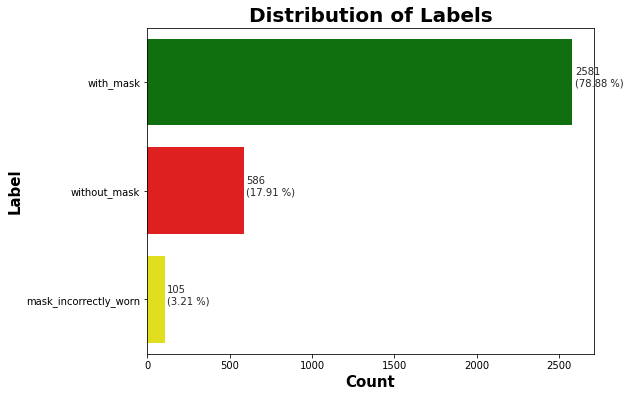 Distribution of Labels
with_mask
2581
(78.88 %)
without_mask
586
(17.91 %)
mask_incorrectly_worn
105
(3.21 %)
Label
0 500 1000 1500 2000 2500
Count